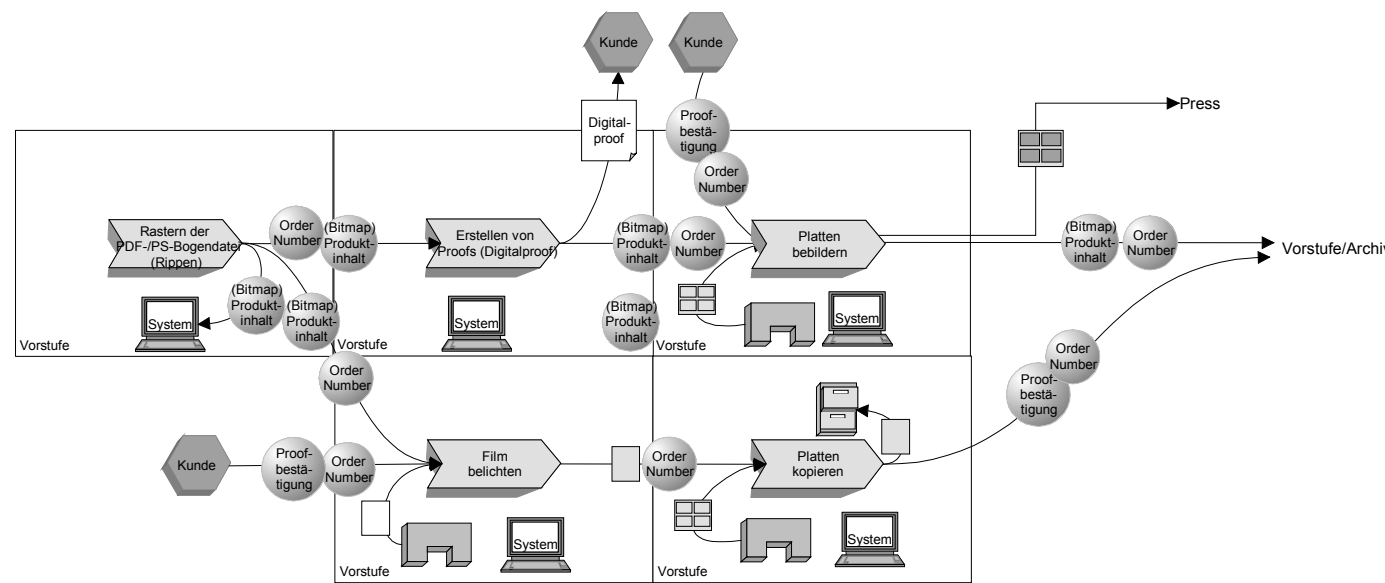 Kunde
Kunde
Digital-
proof
Proof-
bestä-
tigung
Press
Order
Number
Rastern der
PDF-/PS-Bogendaten
(Rippen)
Order
Number
(Bitmap)
Produkt-
inhalt
Erstellen von
Proofs (Digitalproof)
(Bitmap)
Produkt-
inhalt
Order
Number
Platten
bebildern
(Bitmap)
Produkt-
inhalt
Order
Number
Vorstufe/Archiv
(Bitmap)
Produkt-
inhalt
(Bitmap)
Produkt-
inhalt
System
System
(Bitmap)
Produkt-
inhalt
System
Vorstufe
Vorstufe
Vorstufe
Order
Number
Order
Number
Proof-
bestä-
tigung
Kunde
Proof-
bestä-
tigung
Order
Number
Film
belichten
Order
Number
Platten
kopieren
System
System
Vorstufe
Vorstufe